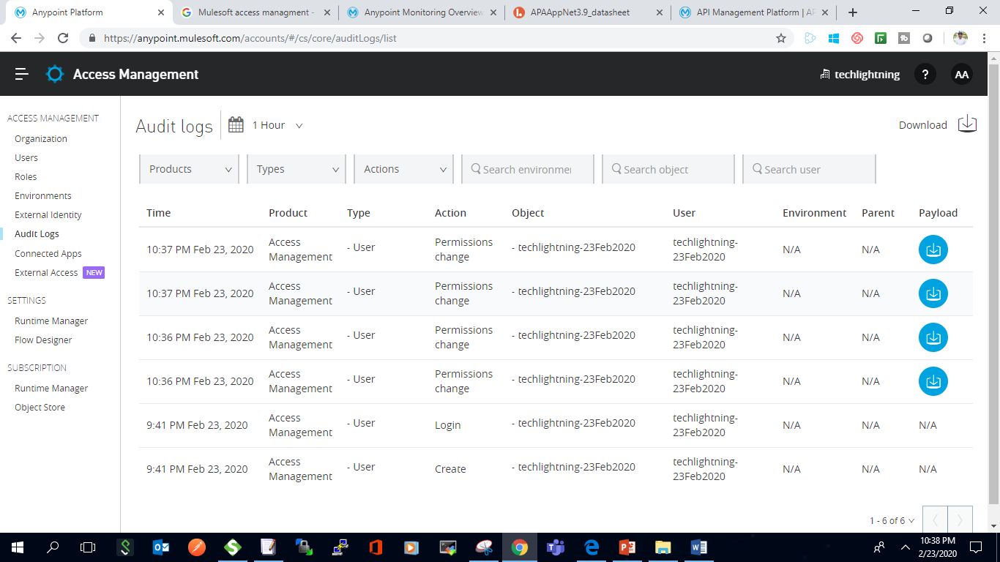 Anypoint Platform
Mulesoft access managment -
Anypoint Monitoring Overview
APAAppNet3.9_datasheet
API Management Platform | AP
https://anypoint.mulesoft.com/accounts/#/cs/core/auditLogs/list
Access Management
techlightning
?
AA
ACCESS MANAGEMENT
Organization
Users
Roles
Environments
External Identity
Audit Logs
Connected Apps
External Access NEW
SETTINGS
Runtime Manager
Flow Designer
SUBSCRIPTION
Runtime Manager
Object Store
Audit logs
1 Hour
Download
Products
Types
Actions
Search environme
Search object
Search user
Time Product Type Action Object User Environment Parent Payload
10:37 PM Feb 23, 2020 Access Management - User Permissions change - techlightning-23Feb2020 techlightning-23Feb2020 N/A N/A
10:37 PM Feb 23, 2020 Access Management - User Permissions change - techlightning-23Feb2020 techlightning-23Feb2020 N/A N/A
10:36 PM Feb 23, 2020 Access Management - User Permissions change - techlightning-23Feb2020 techlightning-23Feb2020 N/A N/A
10:36 PM Feb 23, 2020 Access Management - User Permissions change - techlightning-23Feb2020 techlightning-23Feb2020 N/A N/A
9:41 PM Feb 23, 2020 Access Management - User Login - techlightning-23Feb2020 techlightning-23Feb2020 N/A N/A N/A
9:41 PM Feb 23, 2020 Access Management - User Create - techlightning-23Feb2020 techlightning-23Feb2020 N/A N/A N/A
1 - 6 of 6
10:38 PM
2/23/2020